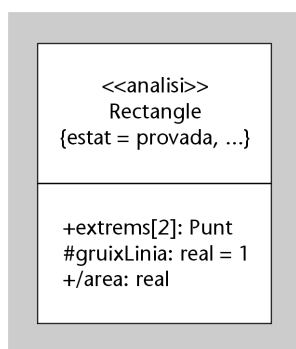 <<analisi>>
Rectangle
{estat = provada, ...}
+extrems[2]: Punt
#gruixLinia: real = 1
+/area: real